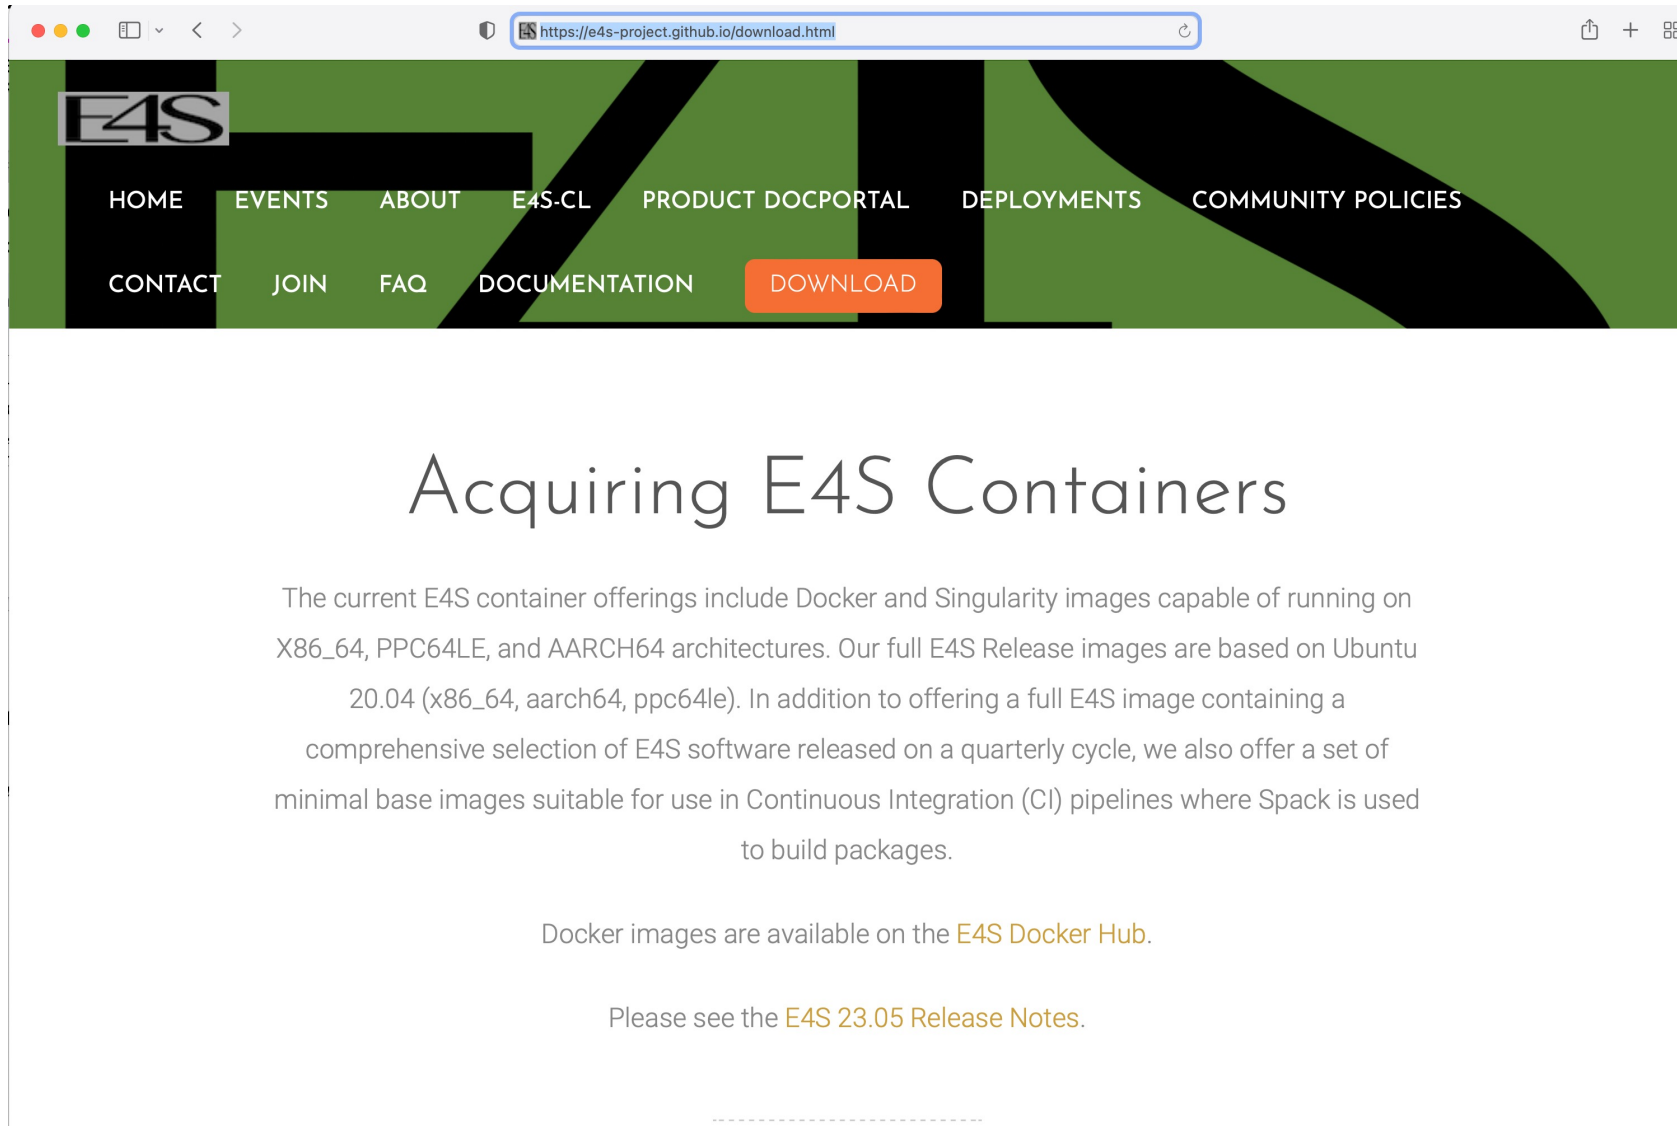 https://e4s-project.github.io/download.html
E4S
HOME EVENTS ABOUT E4S-CL PRODUCT DOCPORTAL DEPLOYMENTS COMMUNITY POLICIES
CONTACT JOIN FAQ DOCUMENTATION DOWNLOAD
Acquiring E4S Containers
The current E4S container offerings include Docker and Singularity images capable of running on
X86_64, PPC64LE, and AARCH64 architectures. Our full E4S Release images are based on Ubuntu
20.04 (x86_64, aarch64, ppc64le). In addition to offering a full E4S image containing a
comprehensive selection of E4S software released on a quarterly cycle, we also offer a set of
minimal base images suitable for use in Continuous Integration (CI) pipelines where Spack is used
to build packages.
Docker images are available on the E4S Docker Hub.
Please see the E4S 23.05 Release Notes.